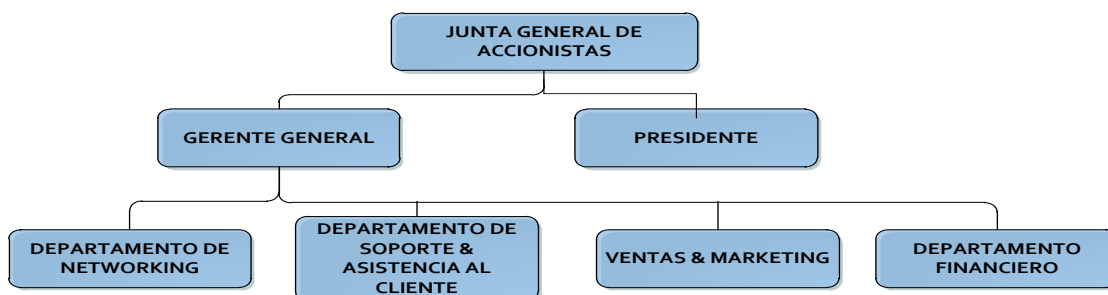 JUNTA GENERAL DE
ACCIONISTAS
GERENTE GENERAL
PRESIDENTE
DEPARTAMENTO DE
NETWORKING
DEPARTAMENTO DE
SOPORTE &
ASISTENCIA AL
CLIENTE
VENTAS & MARKETING
DEPARTAMENTO
FINANCIERO